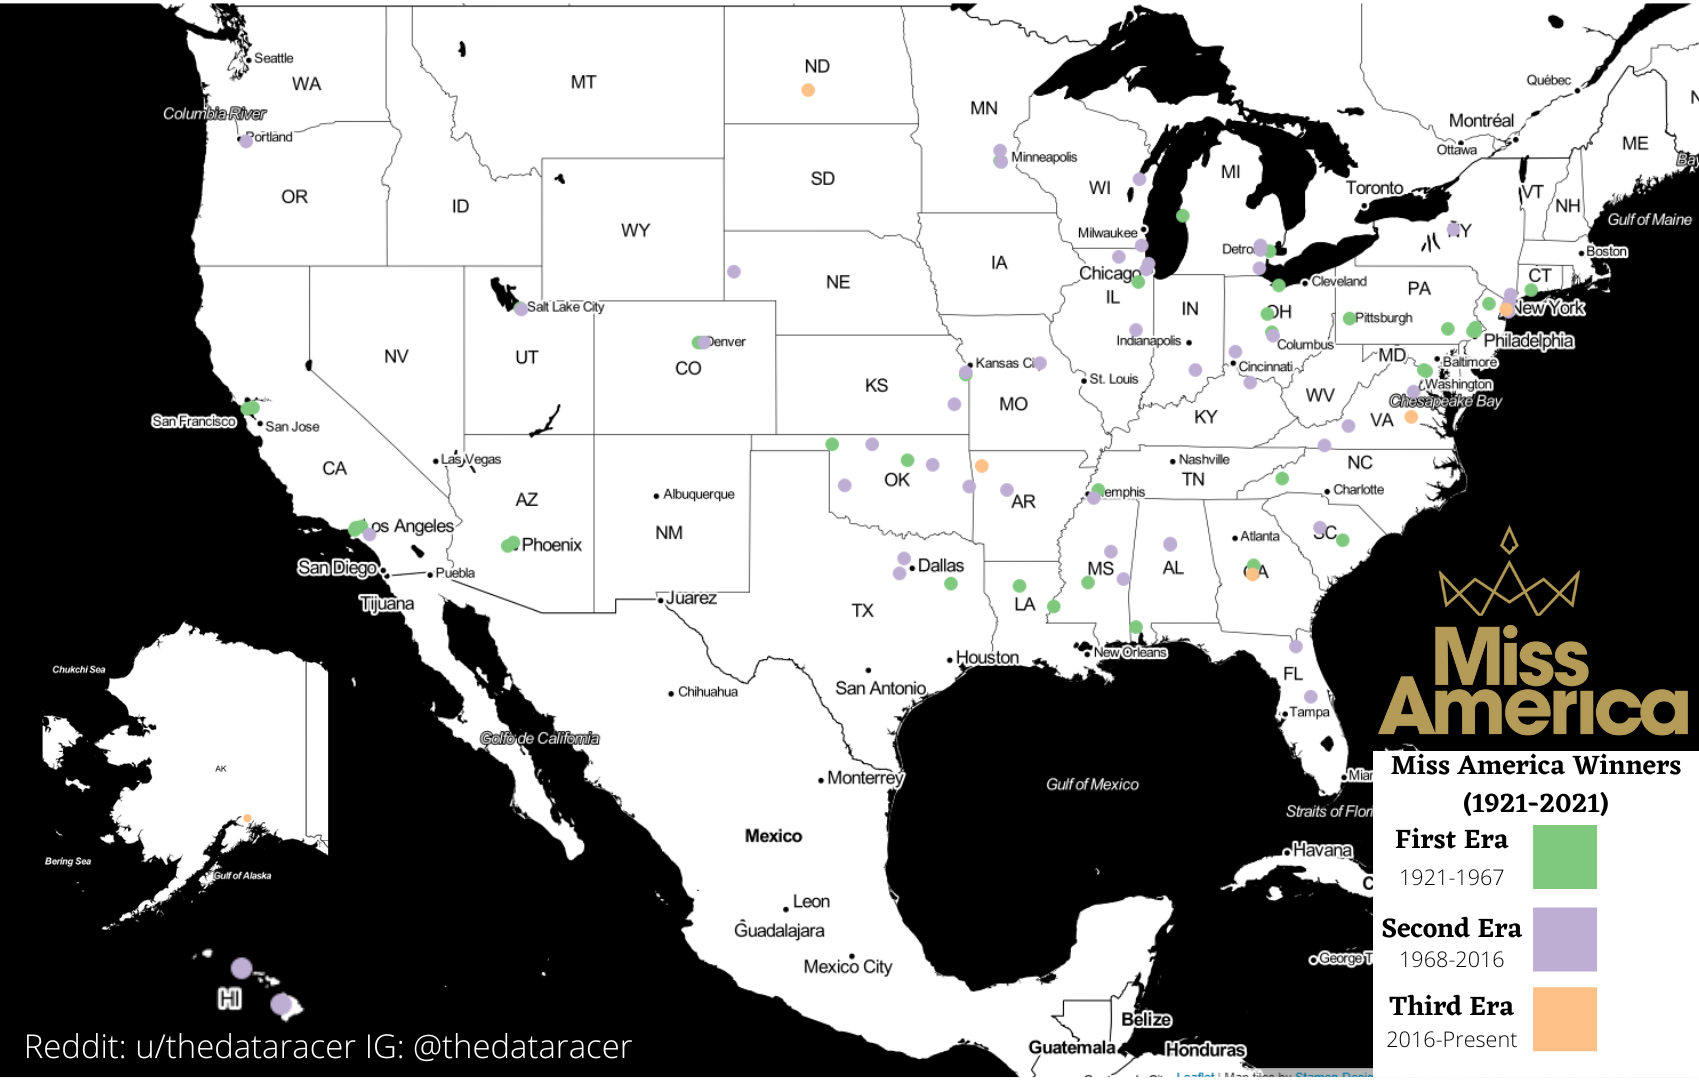 Seattle
WA
Columbia River
Portland
OR
ID
MT
WY
ND
SD
NE
MN
Minneapolis
WI
MI
IA
Milwaukee
Chicago
IL
IN
Indianapolis
Detro
Cleveland
OH
Columbus
Cincinnati
Toronto
Ottawa
Montréal
Québec
ME
VT
NH
Gulf of Maine
Boston
CT
NY
New York
PA
Pittsburgh
Philadelphia
MD
Baltimore
Washington
Chesapeake Bay
WV
VA
KY
Salt Lake City
NV
UT
Denver
CO
KS
Kansas Ci
St. Louis
MO
San Francisco
San Jose
CA
Las Vegas
Los Angeles
San Diego
Tijuana
Puebla
AZ
Phoenix
Albuquerque
NM
Juarez
OK
AR
Memphis
Nashville
TN
NC
Charlotte
SC
Atlanta
GA
AL
MS
LA
New Orleans
Dallas
TX
Houston
San Antonio
FL
Tampa
Miar
Chihuahua
Golfo de California
Monterrey
Mexico
Leon
Guadalajara
Mexico City
Gulf of Mexico
Straits of Flori
Havana
C
George T
Belize
Guatemala
Honduras
Chukchi Sea
AK
Bering Sea
Gulf of Alaska
HI
Miss
America
Miss America Winners
(1921-2021)
First Era
1921-1967
Second Era
1968-2016
Third Era
2016-Present
Reddit: u/thedataracer IG: @thedataracer